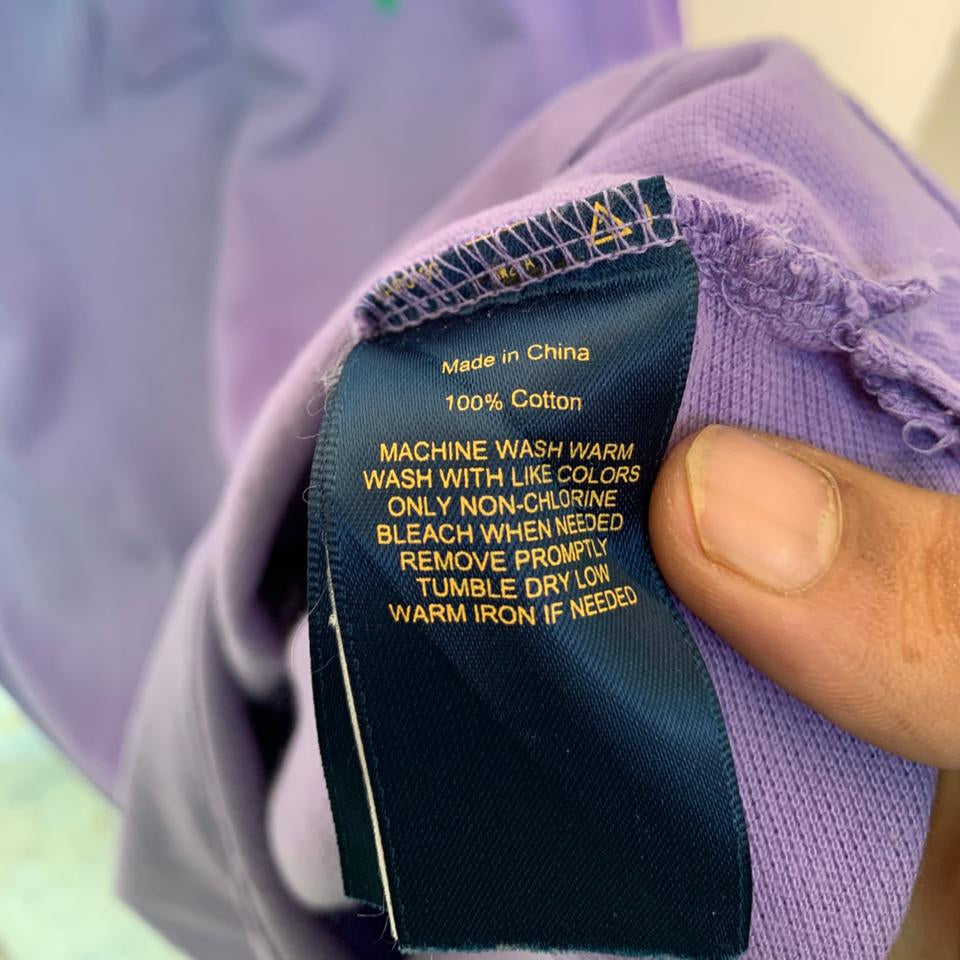 Made in China
100% Cotton
MACHINE WASH WARM
WASH WITH LIKE COLORS
ONLY NON-CHLORINE
BLEACH WHEN NEEDED
REMOVE PROMPTLY
TUMBLE DRY LOW
WARM IRON IF NEEDED